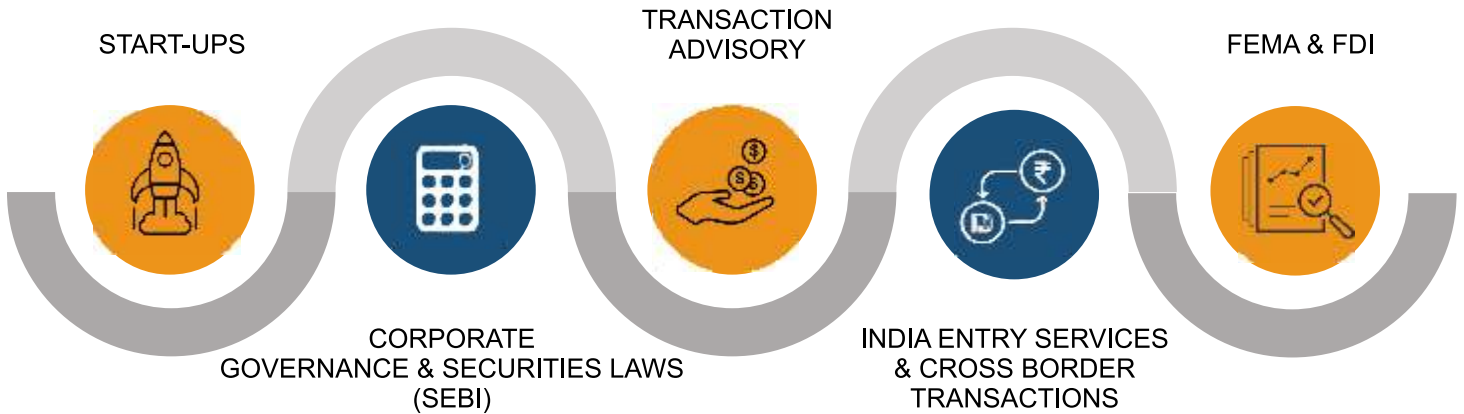 START-UPS
CORPORATE
GOVERNANCE & SECURITIES LAWS
(SEBI)
TRANSACTION
ADVISORY
INDIA ENTRY SERVICES
& CROSS BORDER
TRANSACTIONS
FEMA & FDI